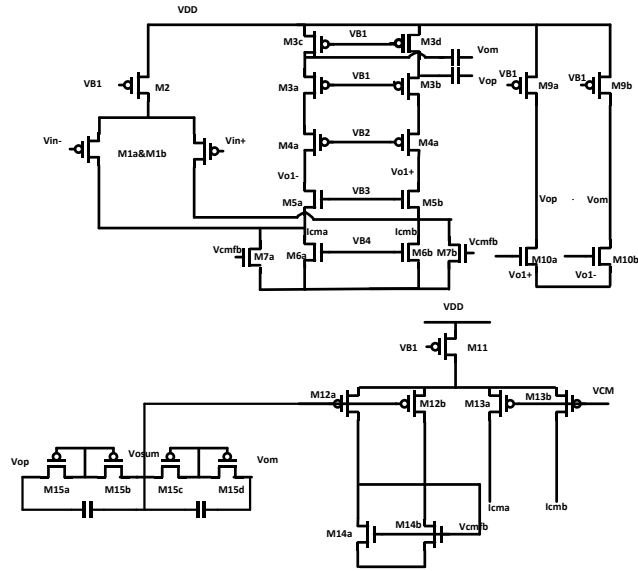 VDD
M3c
VB1
M3d
Vom
Vop
VB1
M2
M3a
VB1
M3b
VB1
M9a
VB1
M9b
Vin-
M1a&M1b
Vin+
M4a
VB2
M4a
Vo1-
Vo1+
M5a
VB3
M5b
Vop
Vom
Icma
Icmb
Vcmfb
M7a
M6a
VB4
M6b
M7b
Vcmfb
M10a
M10b
Vo1+
Vo1-
VDD
VB1
M11
M12a
M12b
M13a
M13b
VCM
Vop
Vosum
Vom
M15a
M15b
M15c
M15d
Icma
Icmb
M14a
M14b
Vcmfb